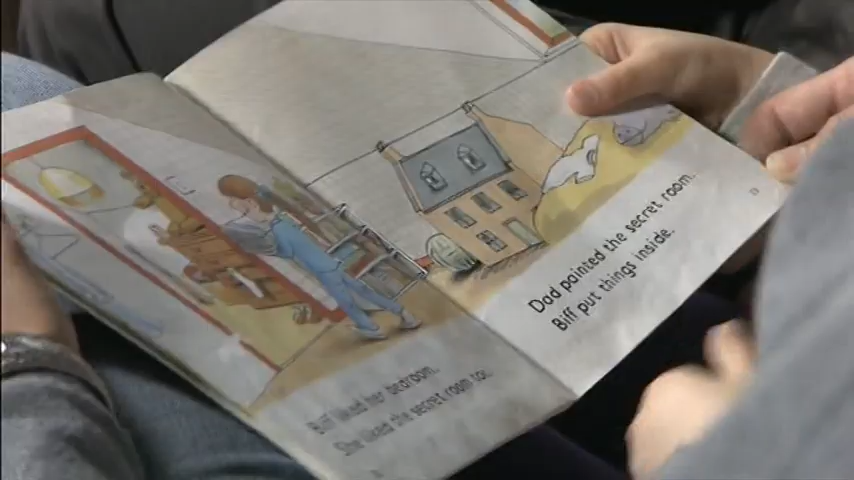 Biff liked her bedroom.
She liked the secret room too.
Dad painted the secret room.
Biff put things inside.